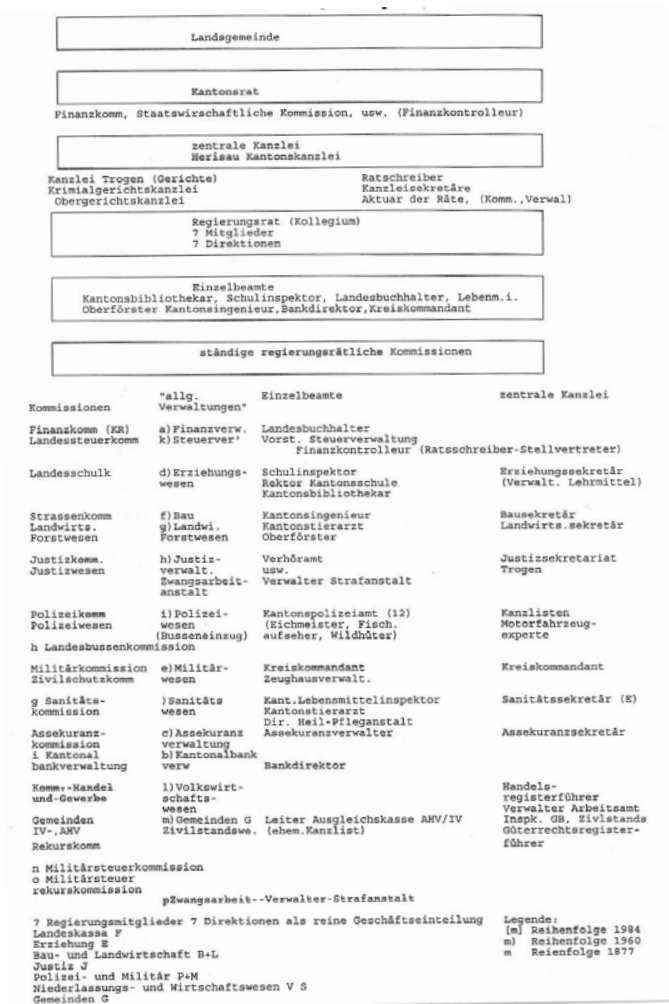 Landsgemeinde
Kantonsrat
Finanzkomm, Staatswirschaftliche Kommission, usw. (Finanzkontrolleur)
zentrale Kanzlei
Herisau Kantonskanzlei
Kanzlei Trogen (Gerichte) Ratschreiber
Krimialgerichtskanzlei Kanzleisekretäre
Obergerichtskanzlei Aktuar der Räte, (Komm.,Verwal)
Regierungsrat (Kollegium)
7 Mitglieder
7 Direktionen
Einzelbeamte
Kantonsbibliothekar, Schulinspektor, Landesbuchhalter, Lebenm.i.
Oberförster Kantonsingenieur,Bankdirektor,Kreiskommandant
ständige regierungsrätliche Kommissionen
"allg. Einzelbeamte zentrale Kanzlei
Kommissionen Verwaltungen"
Finanzkomm (KR) a)Finanzverw. Landesbuchhalter
Landessteuerkomm k)Steuerver' Vorst. Steuerverwaltung
Finanzkontrolleur (Ratsschreiber-Stellvertreter)
Landesschulk d)Erziehungs- Schulinspektor Erziehungssekretär
wesen Rektor Kantonsschule (Verwalt. Lehrmittel)
Kantonsbibliothekar
Strassenkomm f)Bau Kantonsingenieur Bausekretär
Landwirts. g)Landwi. Kantonstierarzt Landwirts.sekretär
Forstwesen Forstwesen Oberförster
Justizkomm. h)Justiz- Verhöramt Justizsekretariat
Justizwesen verwalt. usw. Trogen
Zwangsarbeit- Verwalter Strafanstalt
anstalt
Polizeikomm i)Polizei- Kantonspolizeiamt (12) Kanzlisten
Polizeiwesen wesen (Eichmeister, Fisch. Motorfahrzeug-
(Busseneinzug) aufseher, Wildhüter) experte
h Landesbussenkommission
Militärkommission e)Militär- Kreiskommandant Kreiskommandant
Zivilschutzkomm wesen Zeughausverwalt.
g Sanitäts- )Sanitäts Kant.Lebensmittelinspektor Sanitätssekretär (E)
kommission wesen Kantonstierarzt
Dir. Heil-Pfleganstalt
Assekuranz- c)Assekuranz Assekuranzverwalter Assekuranzsekretär
kommission verwaltung
i Kantonal b)Kantonalbank
bankverwaltung verw Bankdirektor
Komm.-Handel l)Volkswirt- Handels-
und-Gewerbe schafts- registerführer
wesen Verwalter Arbeitsamt
Gemeinden m)Gemeinden G Leiter Ausgleichskasse AHV/IV Inspk. GB, Zivlstands
IV-,AHV Zivilstandswe. (ehem.Kanzlist) Güterrechtsregister-
Rekurskomm führer
n Militärsteuerkommission
o Militärsteuer
rekurskommission
pZwangsarbeit--Verwalter-Strafanstalt
7 Regierungsmitglieder 7 Direktionen als reine Geschäftseinteilung Legende:
Landeskassa F [m] Reihenfolge 1984
Erziehung E m) Reihenfolge 1960
Bau- und Landwirtschaft B+L m Reienfolge 1877
Justiz J
Polizei- und Militär P+M
Niederlassungs- und Wirtschaftswesen V S
Gemeinden G